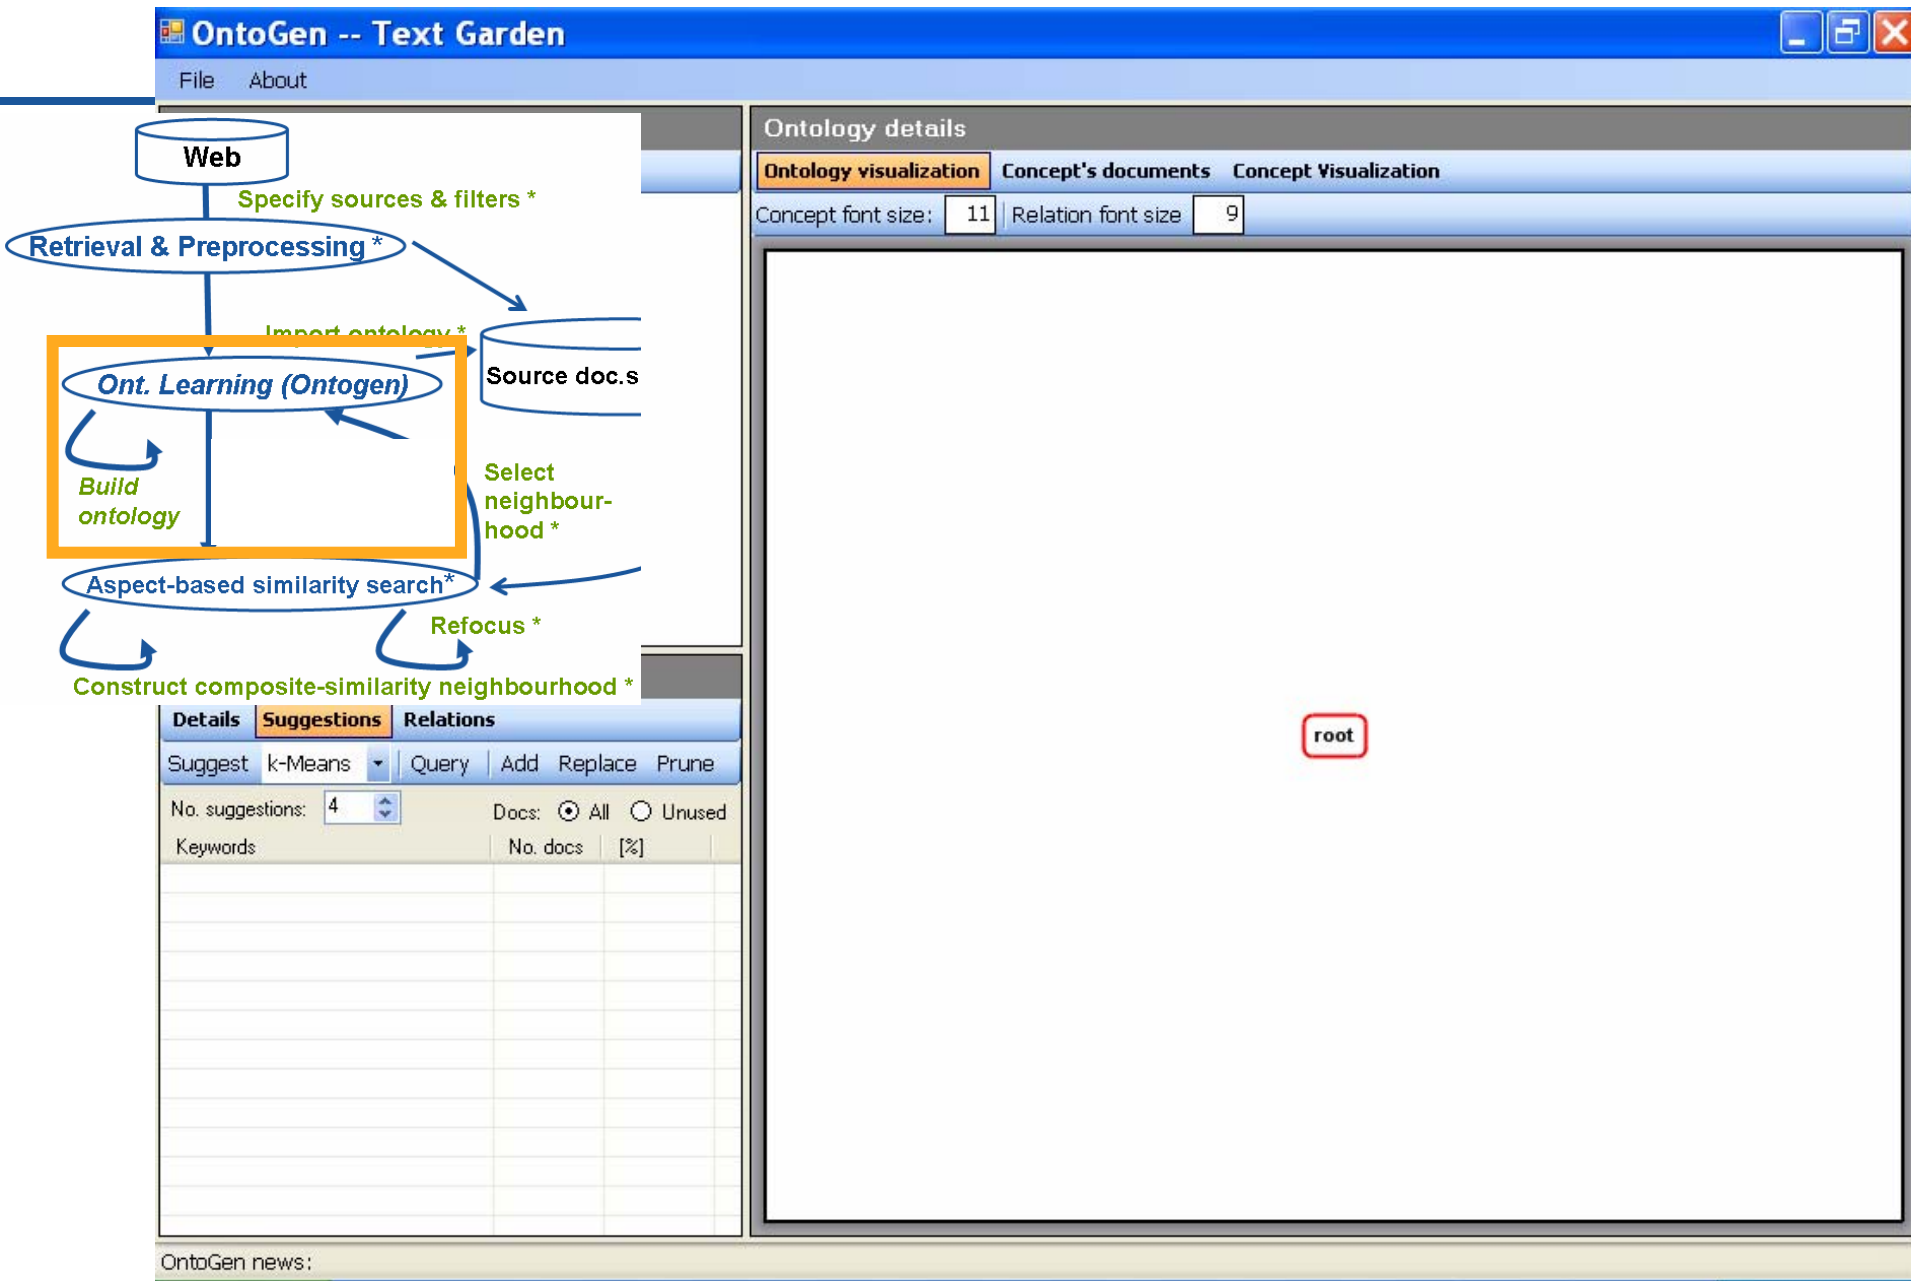 OntoGen -- Text Garden
File About
Web
Specify sources & filters *
Retrieval & Preprocessing *
Import ontology *
Ont. Learning (Ontogen)
Source doc.s
Build
ontology
Select
neighbour-
hood *
Aspect-based similarity search*
Refocus *
Construct composite-similarity neighbourhood *
Details Suggestions Relations
Suggest k-Means Query Add Replace Prune
No. suggestions: 4 Docs: All Unused
Keywords No. docs [%]
Ontology details
Ontology visualization Concept's documents Concept Visualization
Concept font size: 11 Relation font size 9
root
OntoGen news: